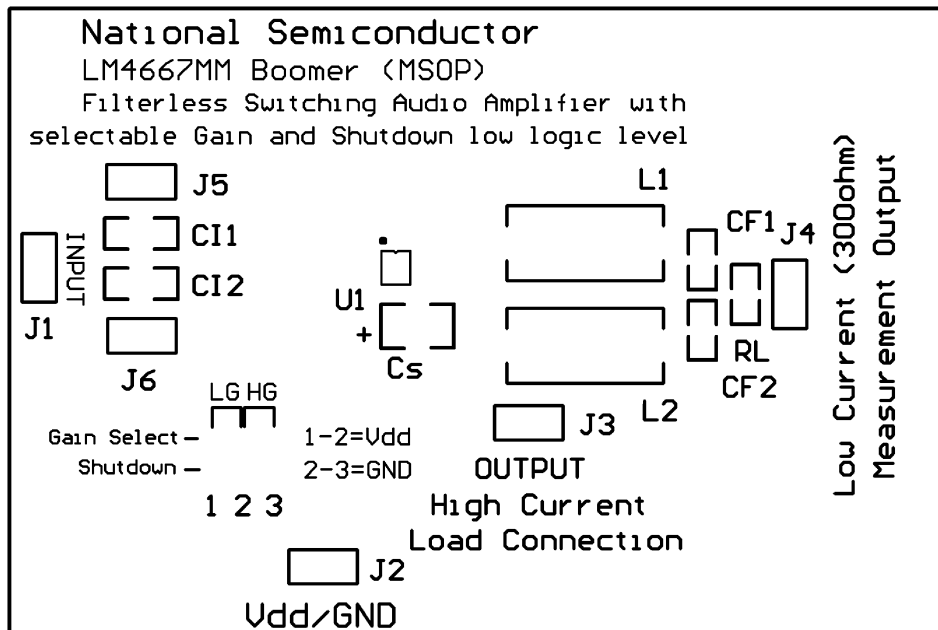 National Semiconductor
LM4667MM Boomer (MSOP)
Filterless Switching Audio Amplifier with
selectable Gain and Shutdown low logic level
J5
CI1
INPUT
CI2
J1
J6
U1
+
Cs
L1
CF1
J4
RL
CF2
L2
J3
Low Current (300ohm)
Measurement Output
LG HG
Gain Select –
1-2=Vdd
Shutdown –
2-3=GND
1 2 3
OUTPUT
High Current
Load Connection
J2
Vdd/GND